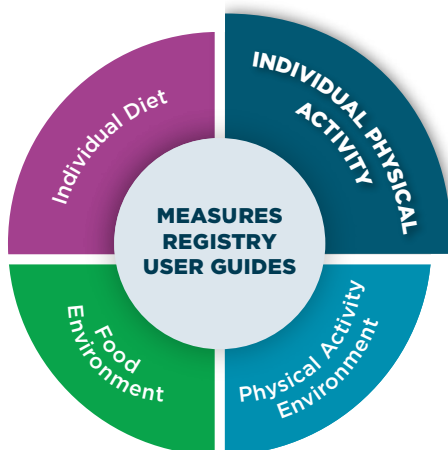 Individual Diet
INDIVIDUAL PHYSICAL
ACTIVITY
MEASURES
REGISTRY
USER GUIDES
Food
Environment
Physical Activity
Environment